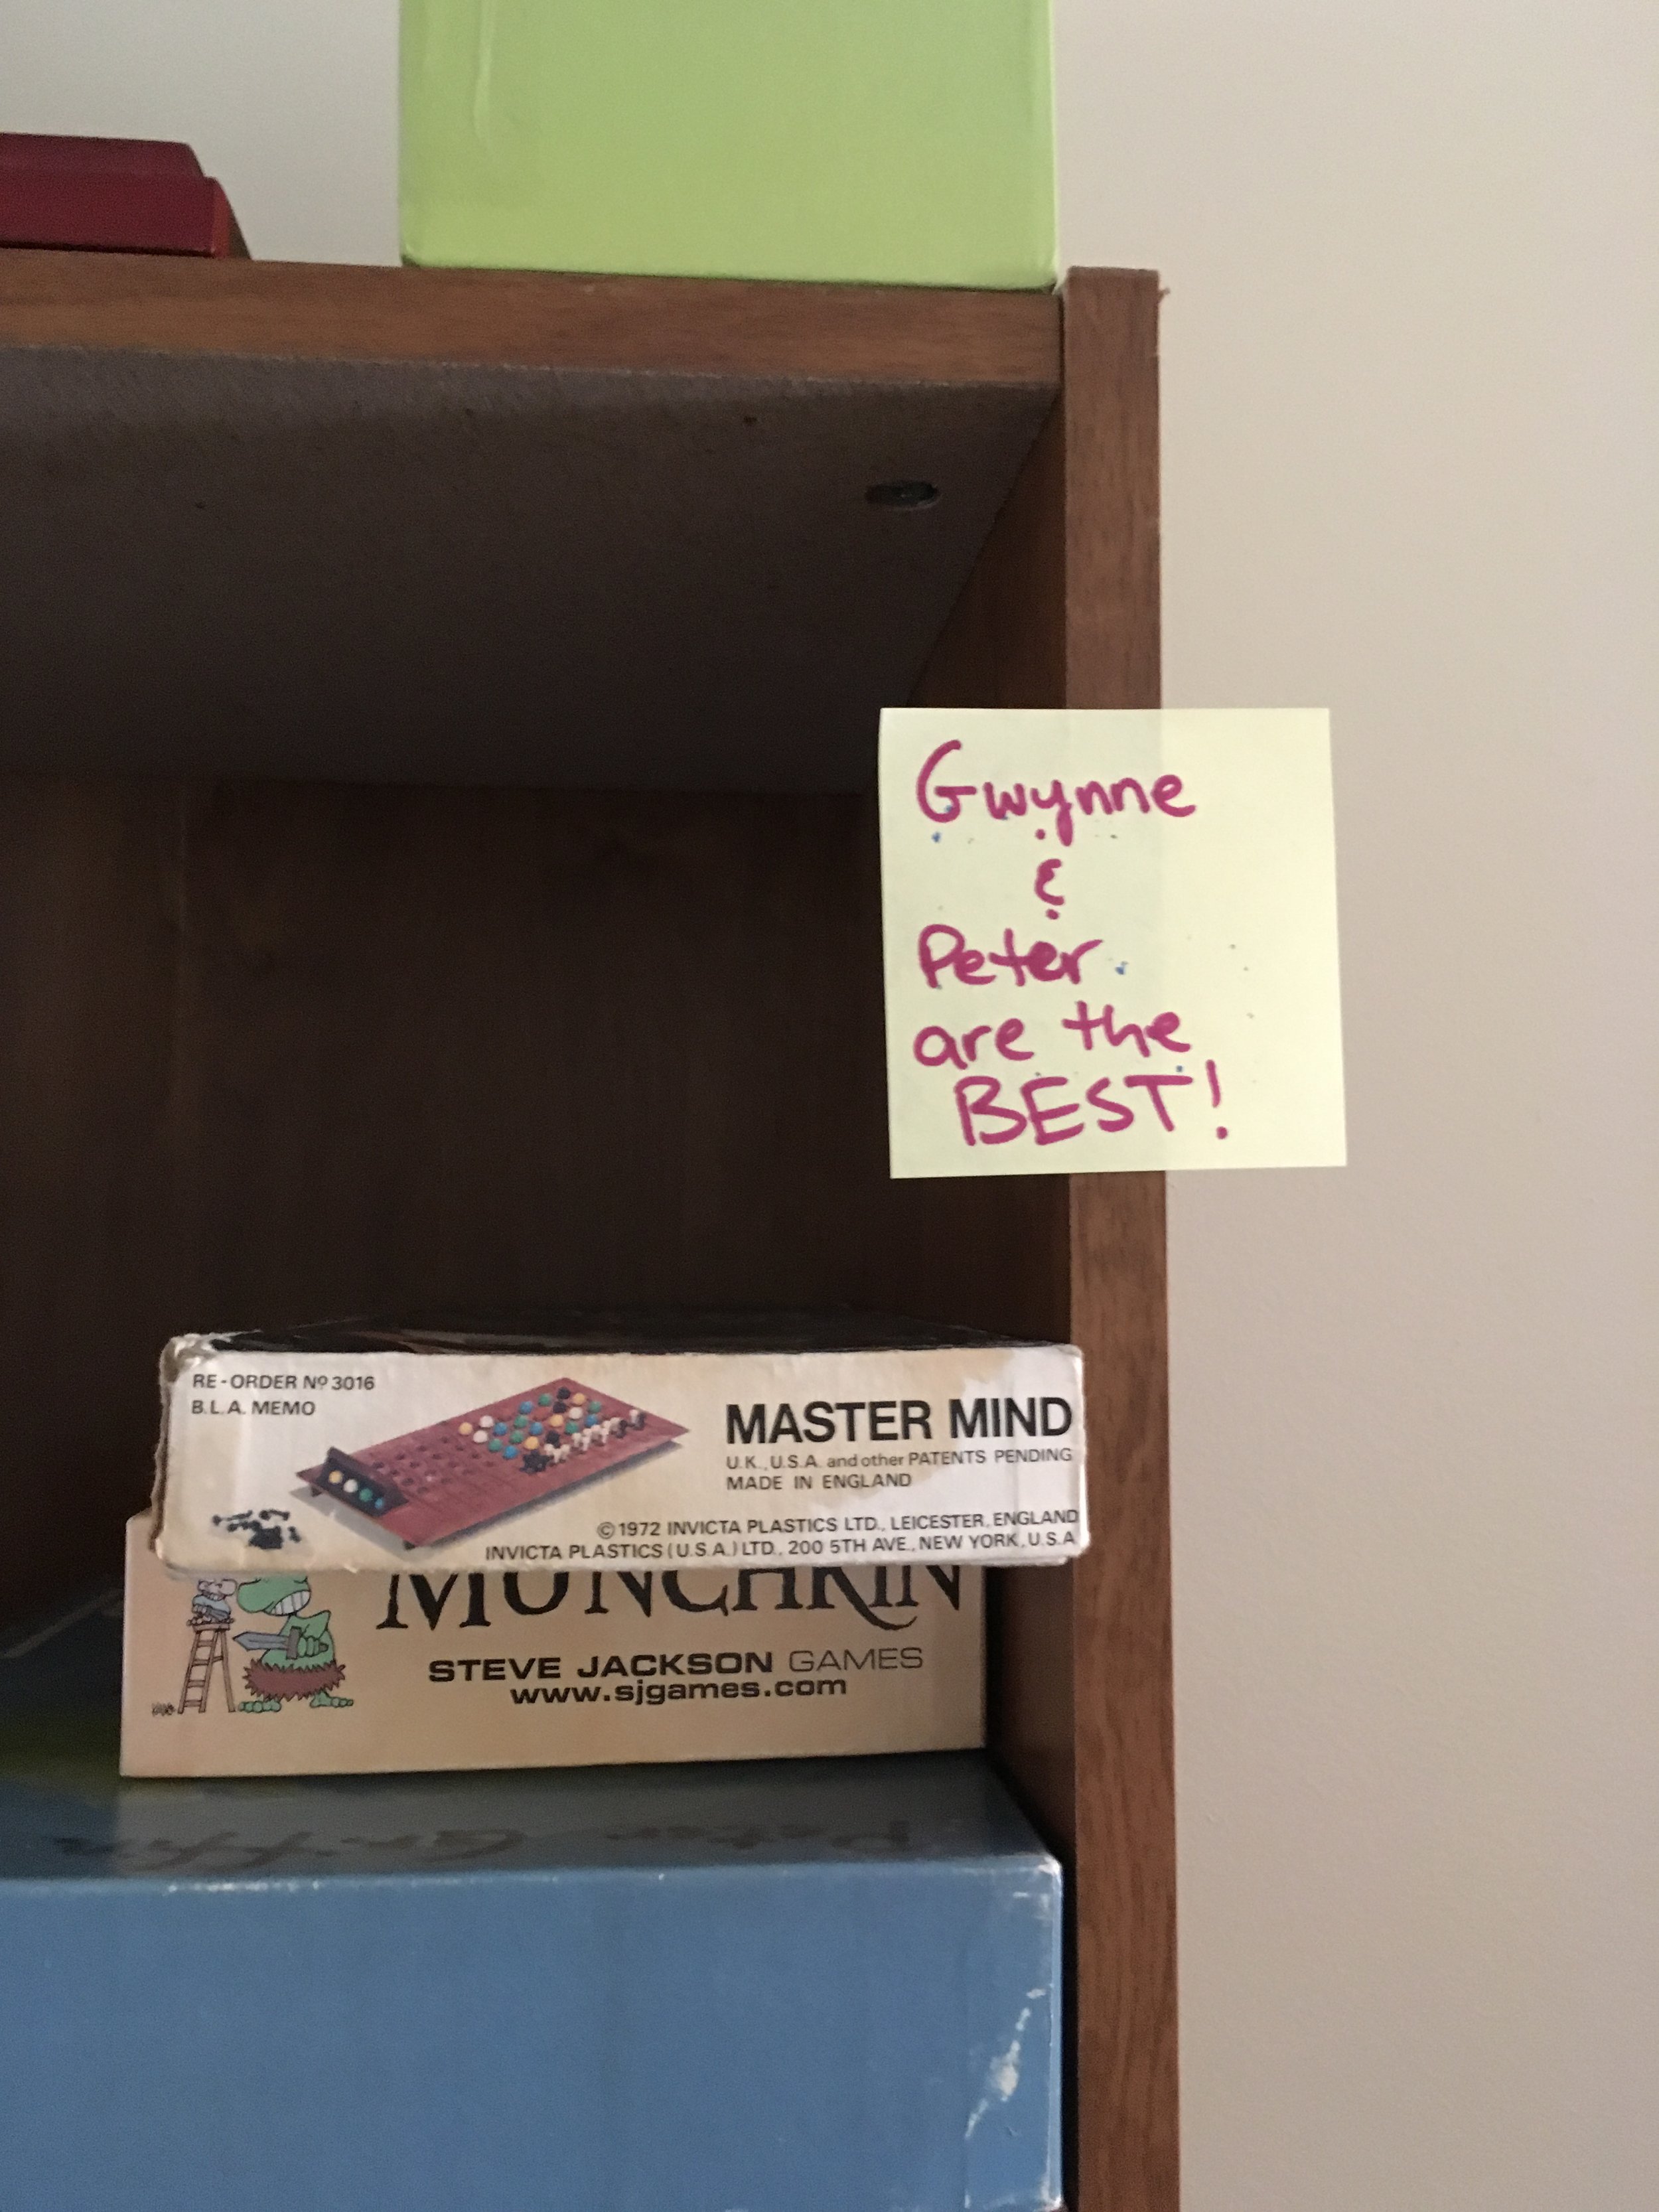 Gwynne
&
Peter
are the
BEST!
RE-ORDER Nº 3016
B.L.A. MEMO
MASTER MIND
U.K., U.S.A. and other PATENTS PENDING
MADE IN ENGLAND
©1972 INVICTA PLASTICS LTD., LEICESTER, ENGLAND
INVICTA PLASTICS (U.S.A.) LTD., 200 5TH AVE., NEW YORK, U.S.A
MUNCHKIN
STEVE JACKSON GAMES
www.sjgames.com
Peter Griffin